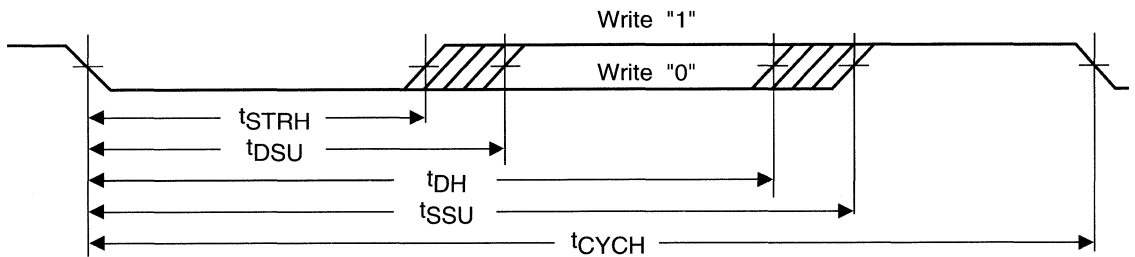 Write "1"
Write "0"
tSTRH
tDSU
tDH
tSSU
tCYCH